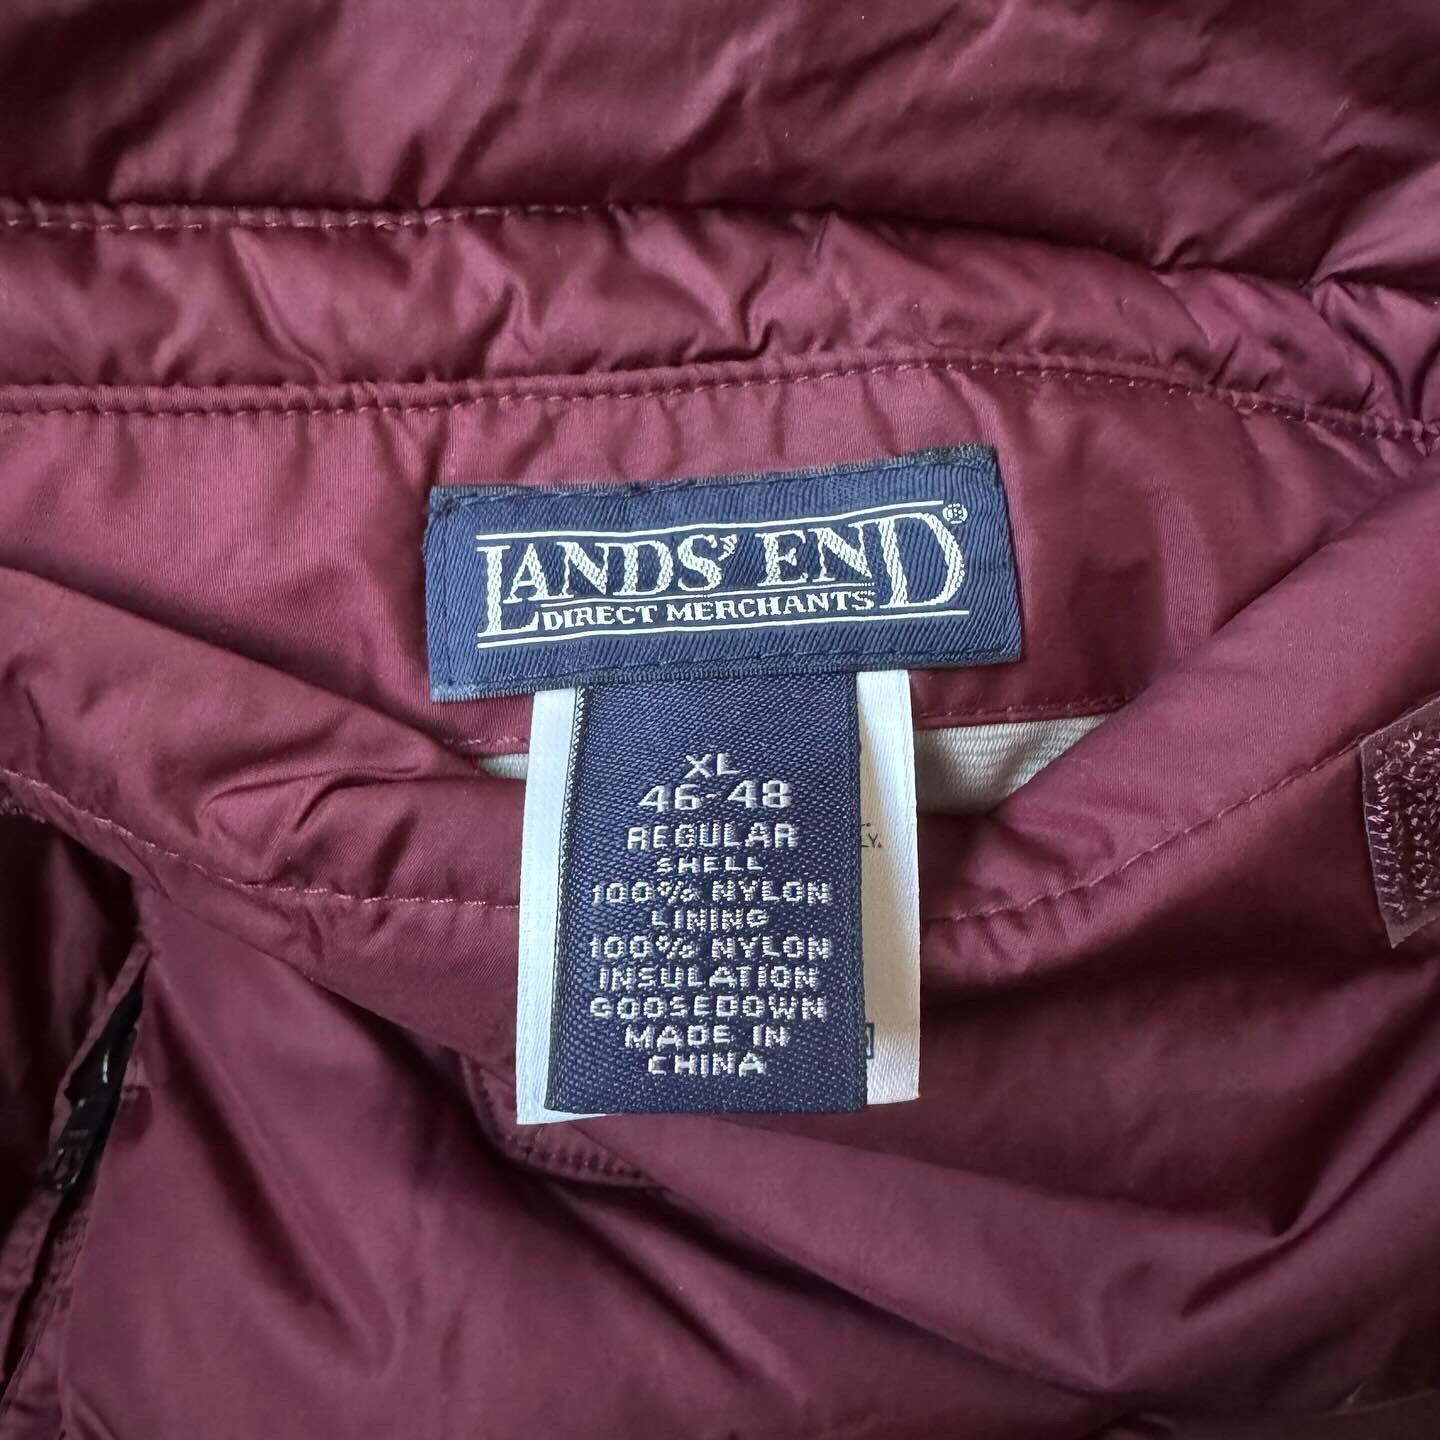 LANDS' END®
DIRECT MERCHANTS
XL
46-48
REGULAR
SHELL
100% NYLON
LINING
100% NYLON
INSULATION
GOOSEDOWN
MADE IN
CHINA